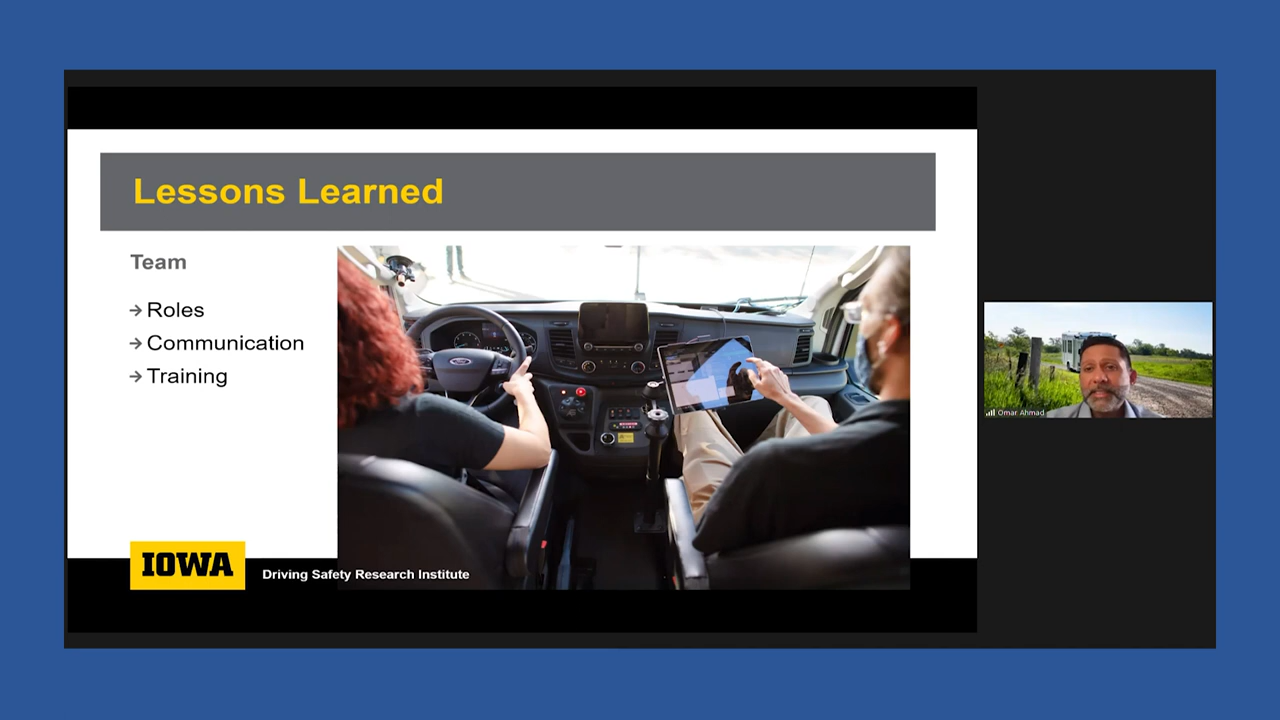 Lessons Learned
Team
→ Roles
→ Communication
→ Training
IOWA
Driving Safety Research Institute
Omar Ahmad